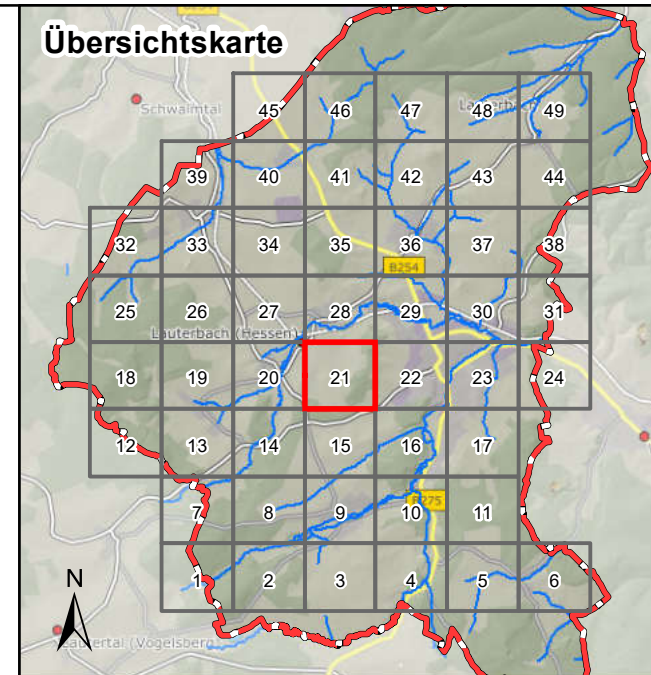 Übersichtskarte
Schwalmtal
45 46 47 48 49
39 40 41 42 43 44
32 33 34 35 36 37 38
B254
25 26 27 28 29 30 31
Lauterbach (Hessen)
18 19 20 21 22 23 24
12 13 14 15 16 17
7 8 9 10 11
B275
N
1 2 3 4 5 6
Lautertal (Vogelsberg)